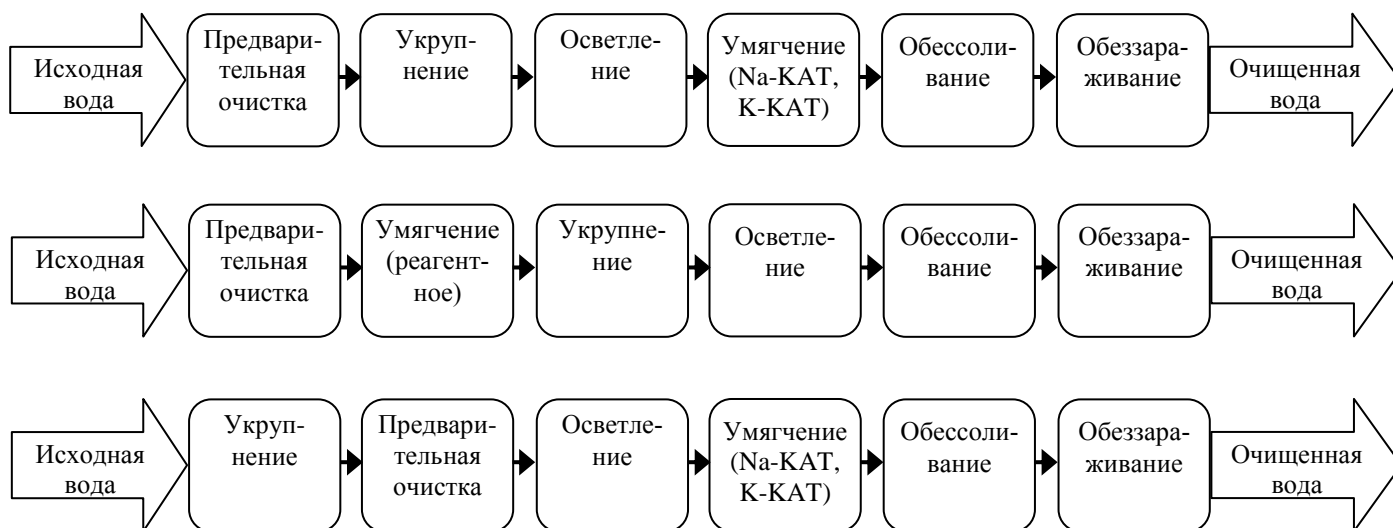 Исходная
вода
Предвари-
тельная
очистка
Укруп-
нение
Осветле-
ние
Умягчение
(Na-КАТ,
К-КАТ)
Обессоли-
вание
Обеззара-
живание
Очищенная
вода
Исходная
вода
Предвари-
тельная
очистка
Умягчение
(реагент-
ное)
Укрупне-
ние
Осветле-
ние
Обессоли-
вание
Обеззара-
живание
Очищенная
вода
Исходная
вода
Укруп-
нение
Предвари-
тельная
очистка
Осветле-
ние
Умягчение
(Na-КАТ,
К-КАТ)
Обессоли-
вание
Обеззара-
живание
Очищенная
вода